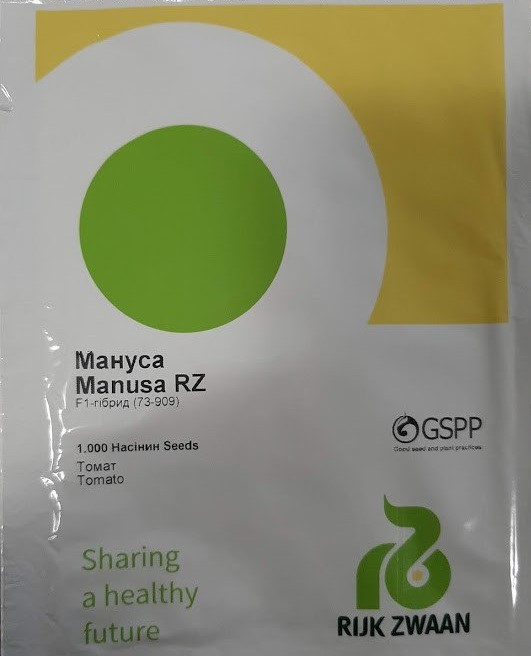 Мануса
Manusa RZ
F1-гібрид (73-909)
1.000 Насінин Seeds
Томат
Tomato
GSPP
Good seed and plant practices
Sharing
a healthy
future
RIJK ZWAAN